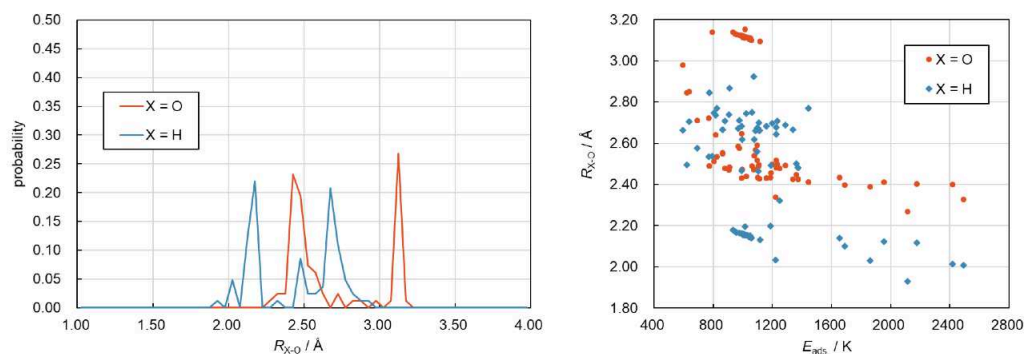 0.50
0.45
0.40
0.35
0.30
0.25
0.20
0.15
0.10
0.05
0.00
probability
X = O
X = H
1.00 1.50 2.00 2.50 3.00 3.50 4.00
R_X-O / Å
3.20
3.00
2.80
2.60
2.40
2.20
2.00
1.80
R_X-O / Å
X = O
X = H
400 800 1200 1600 2000 2400 2800
E_ads / K